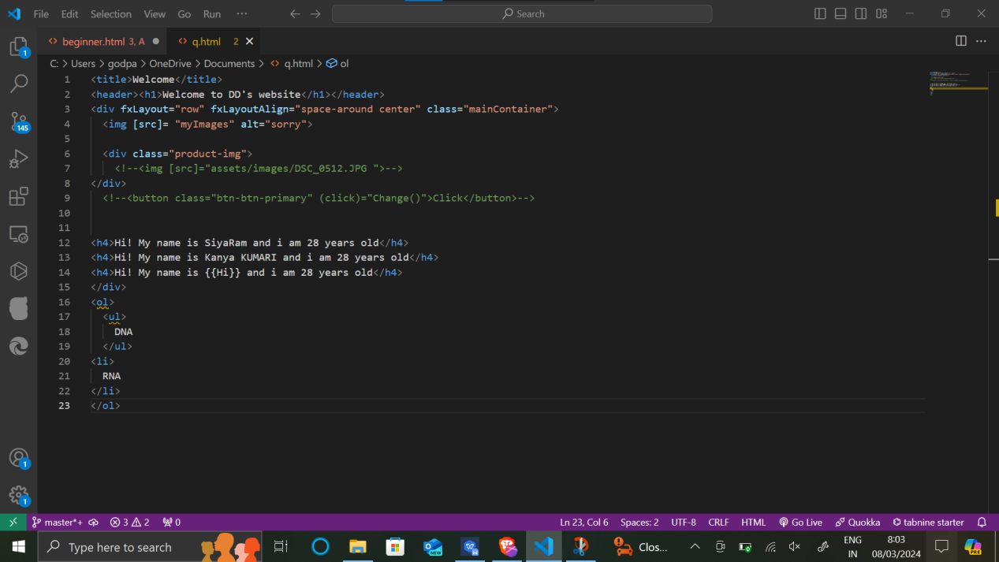 File Edit Selection View Go Run ··· Search
1 beginner.html 3, A q.html 2
C: > Users > godpa > OneDrive > Documents > q.html > ol
1 <title>Welcome</title>
2 <header><h1>Welcome to DD's website</h1></header>
3 <div fxLayout="row" fxLayoutAlign="space-around center" class="mainContainer">
4 <img [src]= "myImages" alt="sorry">
5
6 <div class="product-img">
7 <!--<img [src]="assets/images/DSC_0512.JPG ">-->
8 </div>
9 <!--<button class="btn-btn-primary" (click)="Change()">Click</button>-->
10
11
12 <h4>Hi! My name is SiyaRam and i am 28 years old</h4>
13 <h4>Hi! My name is Kanya KUMARI and i am 28 years old</h4>
14 <h4>Hi! My name is {{Hi}} and i am 28 years old</h4>
15 </div>
16 <ol>
17 <ul>
18 DNA
19 </ul>
20 <li>
21 RNA
22 </li>
23 </ol>
145
1
1
master*+ 3 2 0 Ln 23, Col 6 Spaces: 2 UTF-8 CRLF HTML Go Live Quokka tabnine starter
Type here to search NEW Clos... ENG IN 8:03 08/03/2024 PRE